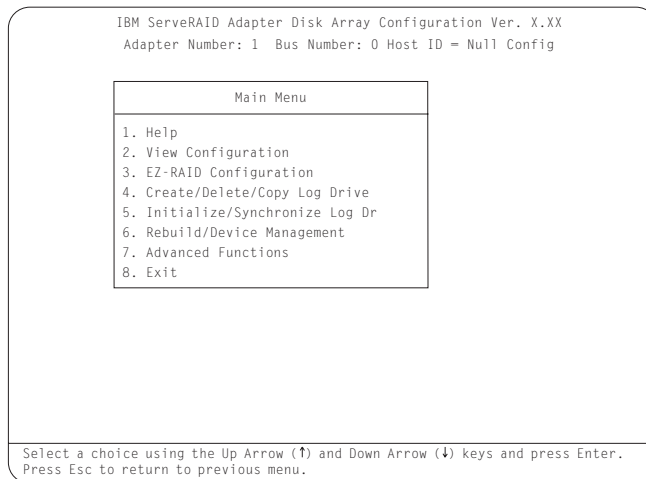 IBM ServeRAID Adapter Disk Array Configuration Ver. X.XX
Adapter Number: 1 Bus Number: 0 Host ID = Null Config
Main Menu
1. Help
2. View Configuration
3. EZ-RAID Configuration
4. Create/Delete/Copy Log Drive
5. Initialize/Synchronize Log Dr
6. Rebuild/Device Management
7. Advanced Functions
8. Exit
Select a choice using the Up Arrow (↑) and Down Arrow (↓) keys and press Enter.
Press Esc to return to previous menu.